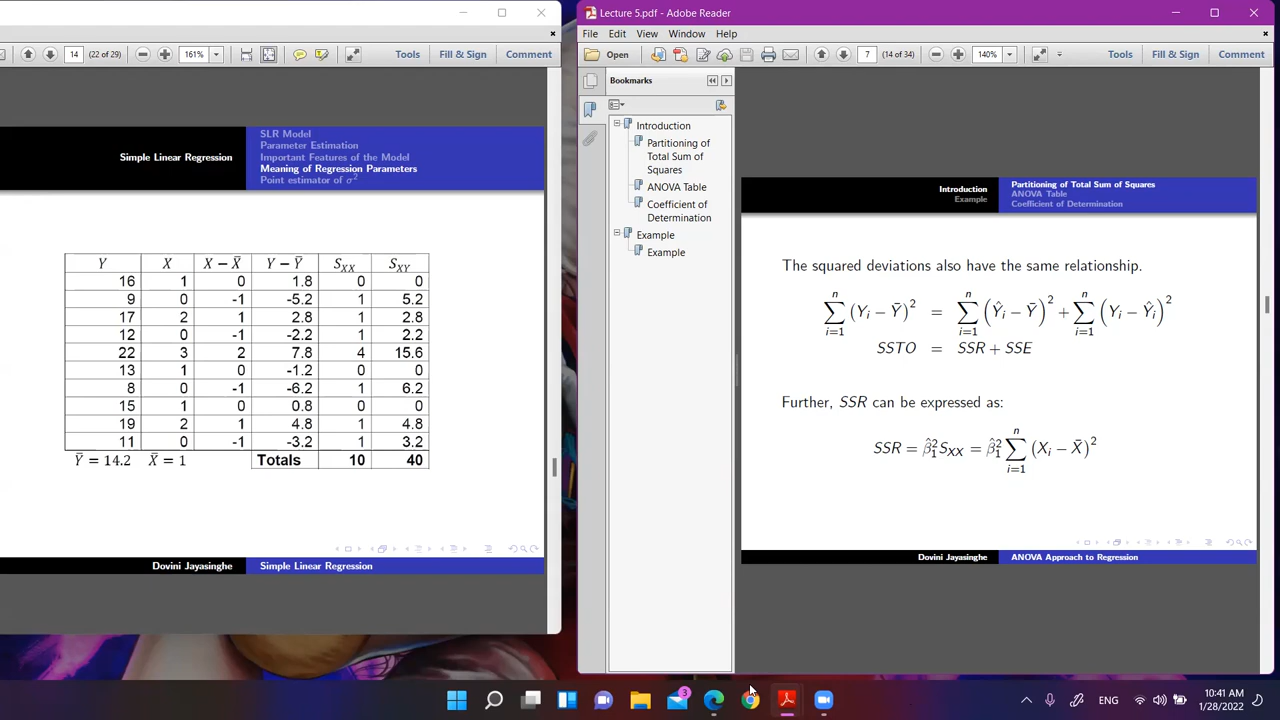 14 (22 of 29) 161% Tools Fill & Sign Comment
Simple Linear Regression
SLR Model
Parameter Estimation
Important Features of the Model
Meaning of Regression Parameters
Point estimator of σ²
Y X X − X̄ Y − Ȳ S_XX S_XY
16 1 0 1.8 0 0
9 0 -1 -5.2 1 5.2
17 2 1 2.8 1 2.8
12 0 -1 -2.2 1 2.2
22 3 2 7.8 4 15.6
13 1 0 -1.2 0 0
8 0 -1 -6.2 1 6.2
15 1 0 0.8 0 0
19 2 1 4.8 1 4.8
11 0 -1 -3.2 1 3.2
Ȳ = 14.2 X̄ = 1 Totals 10 40
Dovini Jayasinghe Simple Linear Regression
Lecture 5.pdf - Adobe Reader
File Edit View Window Help
Open 7 (14 of 34) 140% Tools Fill & Sign Comment
Bookmarks
Introduction
Partitioning of
Total Sum of
Squares
ANOVA Table
Coefficient of
Determination
Example
Example
Introduction
Example
Partitioning of Total Sum of Squares
ANOVA Table
Coefficient of Determination
The squared deviations also have the same relationship.
∑_{i=1}^{n} (Y_i − Ȳ)² = ∑_{i=1}^{n} (Ŷ_i − Ȳ)² + ∑_{i=1}^{n} (Y_i − Ŷ_i)²
SSTO = SSR + SSE
Further, SSR can be expressed as:
SSR = β̂₁² S_XX = β̂₁² ∑_{i=1}^{n} (X_i − X̄)²
Dovini Jayasinghe ANOVA Approach to Regression
3
ENG
10:41 AM
1/28/2022